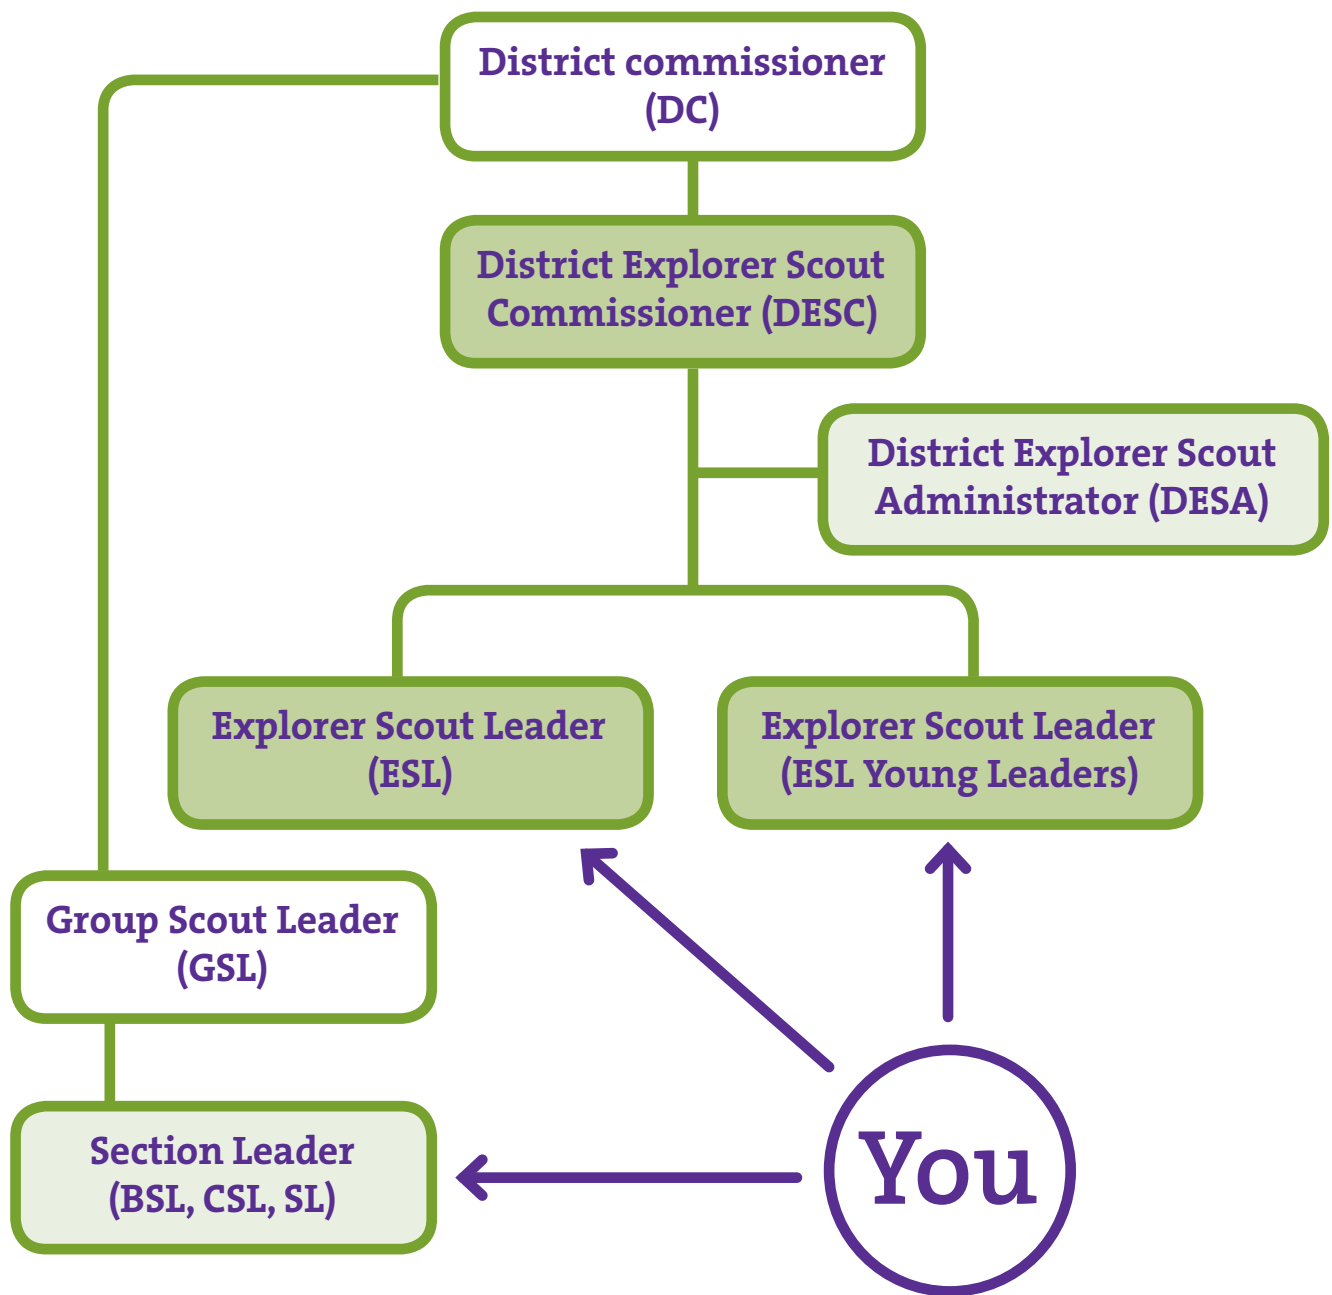 District commissioner
(DC)
District Explorer Scout
Commissioner (DESC)
District Explorer Scout
Administrator (DESA)
Explorer Scout Leader
(ESL)
Explorer Scout Leader
(ESL Young Leaders)
Group Scout Leader
(GSL)
Section Leader
(BSL, CSL, SL)
You